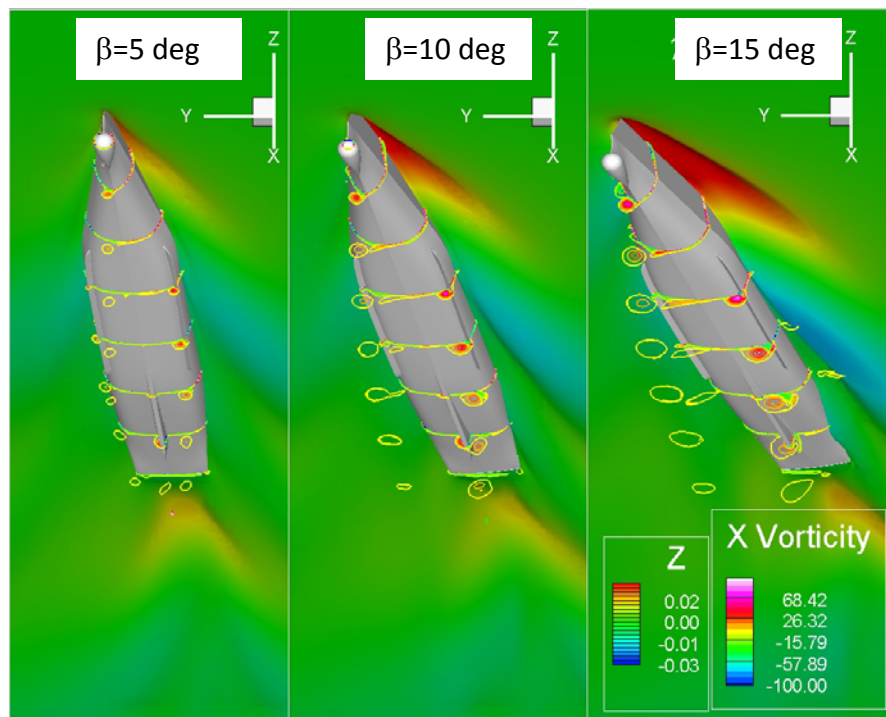 β=5 deg
β=10 deg
β=15 deg
Z
Y
X
Z
Y
X
Z
Y
X
Z
0.02
0.00
-0.01
-0.03
X Vorticity
68.42
26.32
-15.79
-57.89
-100.00